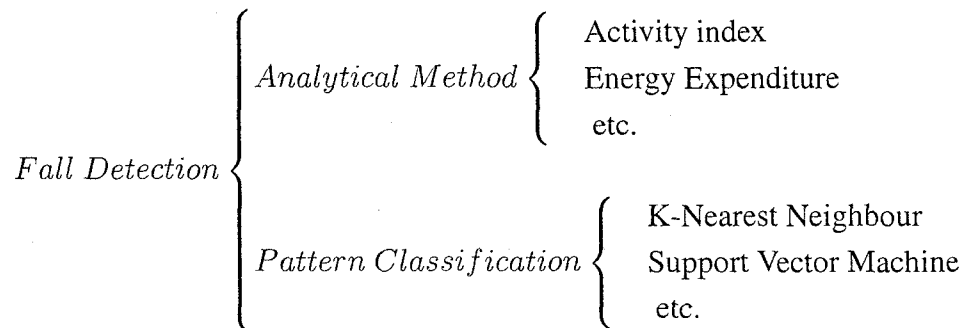 Fall Detection
Analytical Method
Activity index
Energy Expenditure
etc.
Pattern Classification
K-Nearest Neighbour
Support Vector Machine
etc.